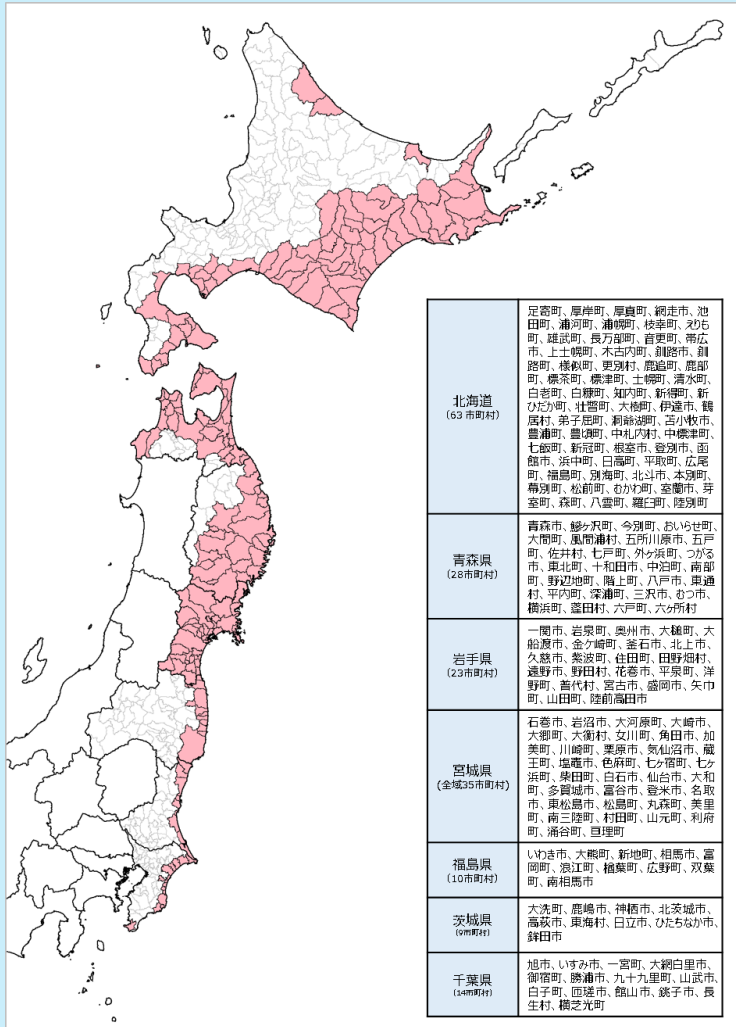 北海道
(63 市町村)
足寄町、厚岸町、厚真町、網走市、池
田町、浦河町、浦幌町、枝幸町、えりも
町、雄武町、長万部町、音更町、帯広
市、上士幌町、木古内町、釧路市、釧
路町、様似町、更別村、鹿追町、鹿部
町、標茶町、標津町、士幌町、清水町、
白老町、白糠町、知内町、新得町、新
ひだか町、壮瞥町、大樹町、伊達市、鶴
居村、弟子屈町、洞爺湖町、苫小牧市、
豊浦町、豊頃町、中札内村、中標津町、
七飯町、新冠町、根室市、登別市、函
館市、浜中町、日高町、平取町、広尾
町、福島町、別海町、北斗市、本別町、
幕別町、松前町、むかわ町、室蘭市、芽
室町、森町、八雲町、羅臼町、陸別町
青森県
(28市町村)
青森市、鰺ヶ沢町、今別町、おいらせ町、
大間町、風間浦村、五所川原市、五戸
町、佐井村、七戸町、外ヶ浜町、つがる
市、東北町、十和田市、中泊町、南部
町、野辺地町、階上町、八戸市、東通
村、平内町、深浦町、三沢市、むつ市、
横浜町、蓬田村、六戸町、六ヶ所村
岩手県
(23市町村)
一関市、岩泉町、奥州市、大槌町、大
船渡市、金ケ崎町、釜石市、北上市、
久慈市、紫波町、住田町、田野畑村、
遠野市、野田村、花巻市、平泉町、洋
野町、普代村、宮古市、盛岡市、矢巾
町、山田町、陸前高田市
宮城県
(全域35市町村)
石巻市、岩沼市、大河原町、大崎市、
大郷町、大衡村、女川町、角田市、加
美町、川崎町、栗原市、気仙沼市、蔵
王町、塩竈市、色麻町、七ヶ宿町、七ヶ
浜町、柴田町、白石市、仙台市、大和
町、多賀城市、富谷市、登米市、名取
市、東松島市、松島町、丸森町、美里
町、南三陸町、村田町、山元町、利府
町、涌谷町、亘理町
福島県
(10市町村)
いわき市、大熊町、新地町、相馬市、富
岡町、浪江町、楢葉町、広野町、双葉
町、南相馬市
茨城県
(9市町村)
大洗町、鹿嶋市、神栖市、北茨城市、
高萩市、東海村、日立市、ひたちなか市、
鉾田市
千葉県
(14市町村)
旭市、いすみ市、一宮町、大網白里市、
御宿町、勝浦市、九十九里町、山武市、
白子町、匝瑳市、館山市、銚子市、長
生村、横芝光町